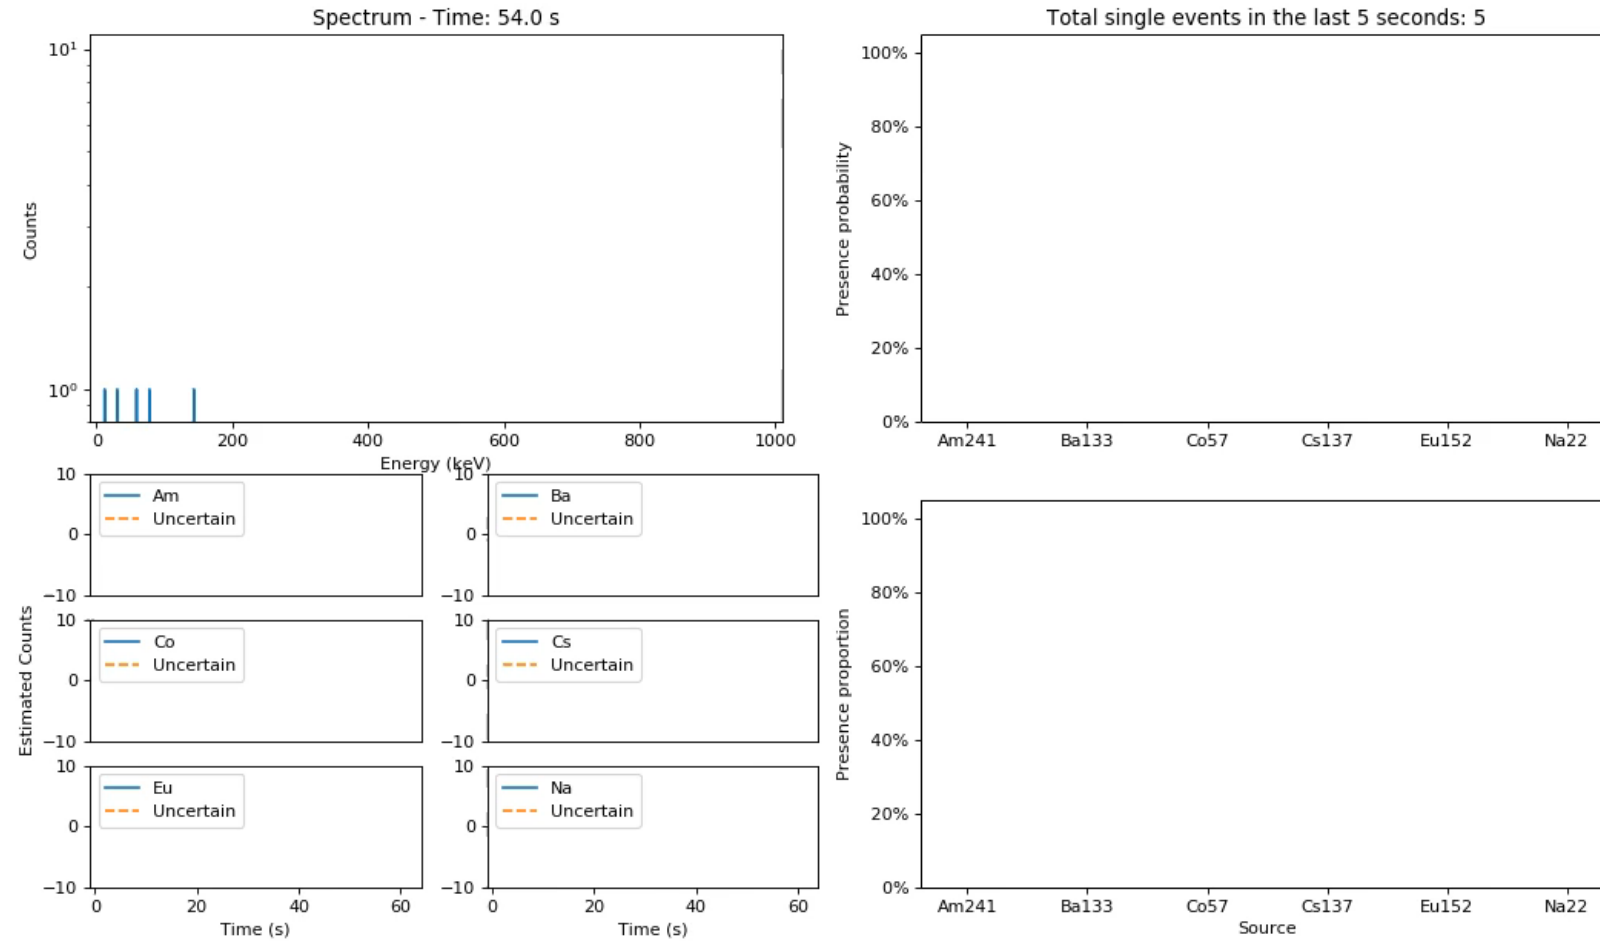 Spectrum - Time: 54.0 s
10¹
10⁰
Counts
0 200 400 600 800 1000
Energy (keV)
Total single events in the last 5 seconds: 5
100%
80%
60%
40%
20%
0%
Presence probability
Am241 Ba133 Co57 Cs137 Eu152 Na22
10
0
−10
Am
Uncertain
10
0
−10
Ba
Uncertain
10
0
−10
Co
Uncertain
10
0
−10
Cs
Uncertain
10
0
−10
Eu
Uncertain
10
0
−10
Na
Uncertain
Estimated Counts
0 20 40 60
Time (s)
0 20 40 60
Time (s)
100%
80%
60%
40%
20%
0%
Presence proportion
Am241 Ba133 Co57 Cs137 Eu152 Na22
Source